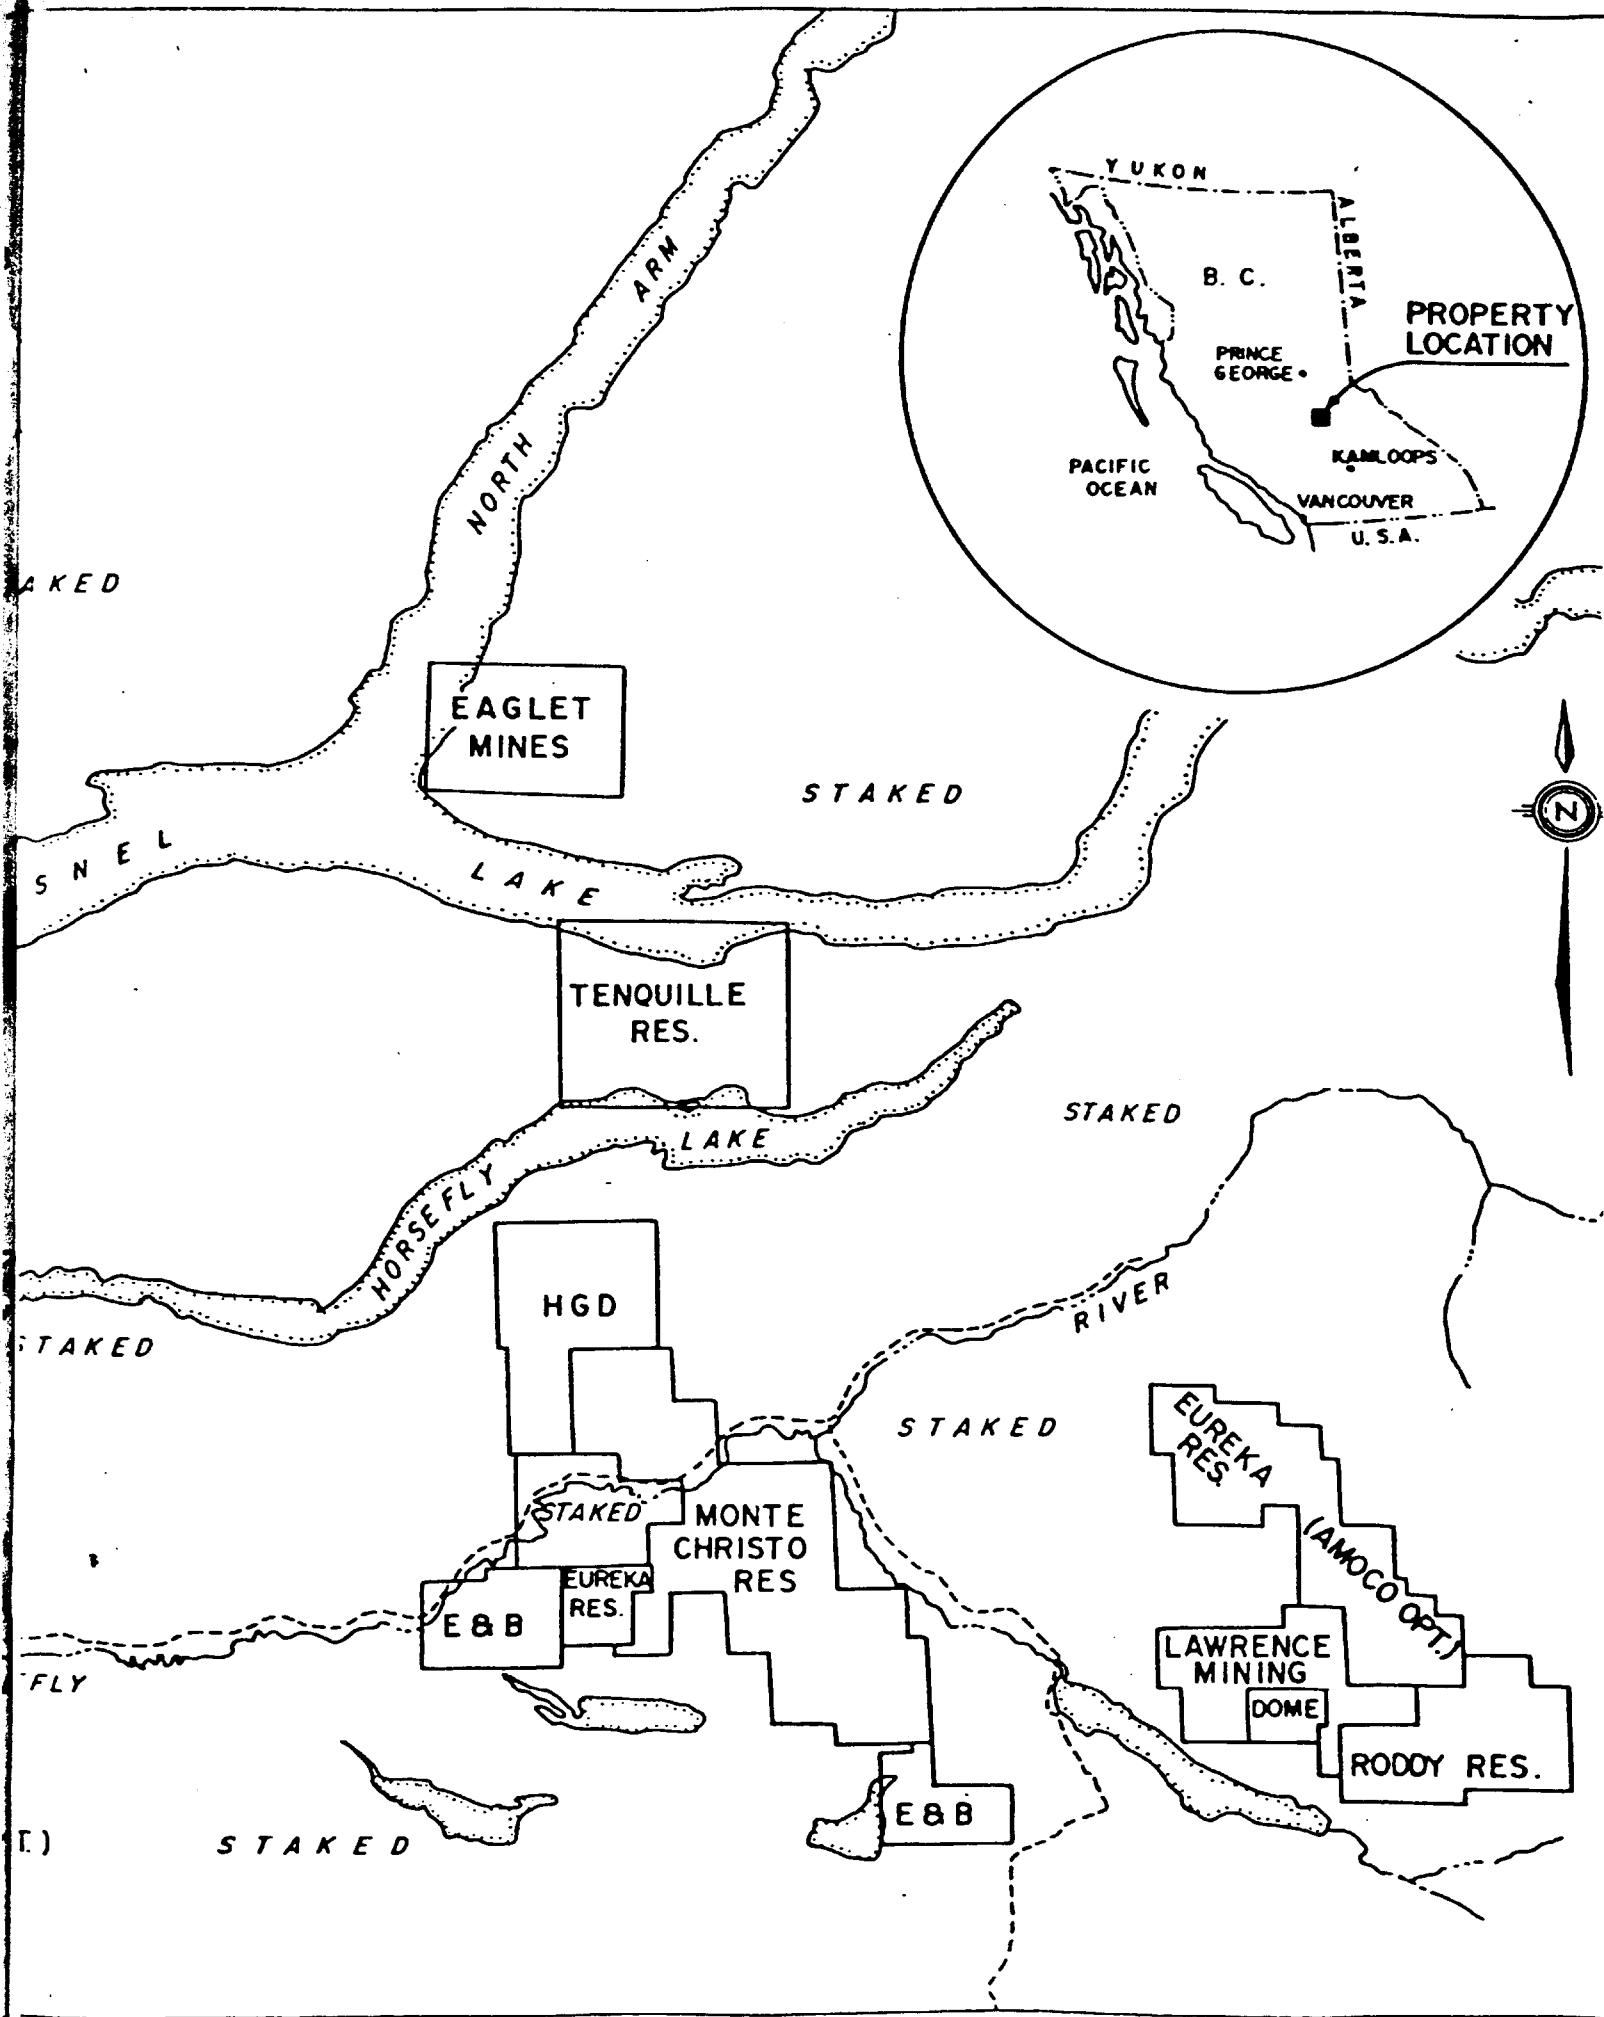 YUKON
ALBERTA
B. C.
PROPERTY
LOCATION
PRINCE
GEORGE
KAMLOOPS
PACIFIC
OCEAN
VANCOUVER
U. S. A.
NORTH ARM
AKED
EAGLET
MINES
STAKED
N
SNEL LAKE
TENQUILLE
RES.
STAKED
HORSEFLY LAKE
HGD
RIVER
STAKED
STAKED
EUREKA
RES.
(AMOCO OPT.)
STAKED
MONTE
CHRISTO
RES
EUREKA
RES.
E & B
LAWRENCE
MINING
DOME
FLY
RODDY RES.
E & B
T.)
STAKED